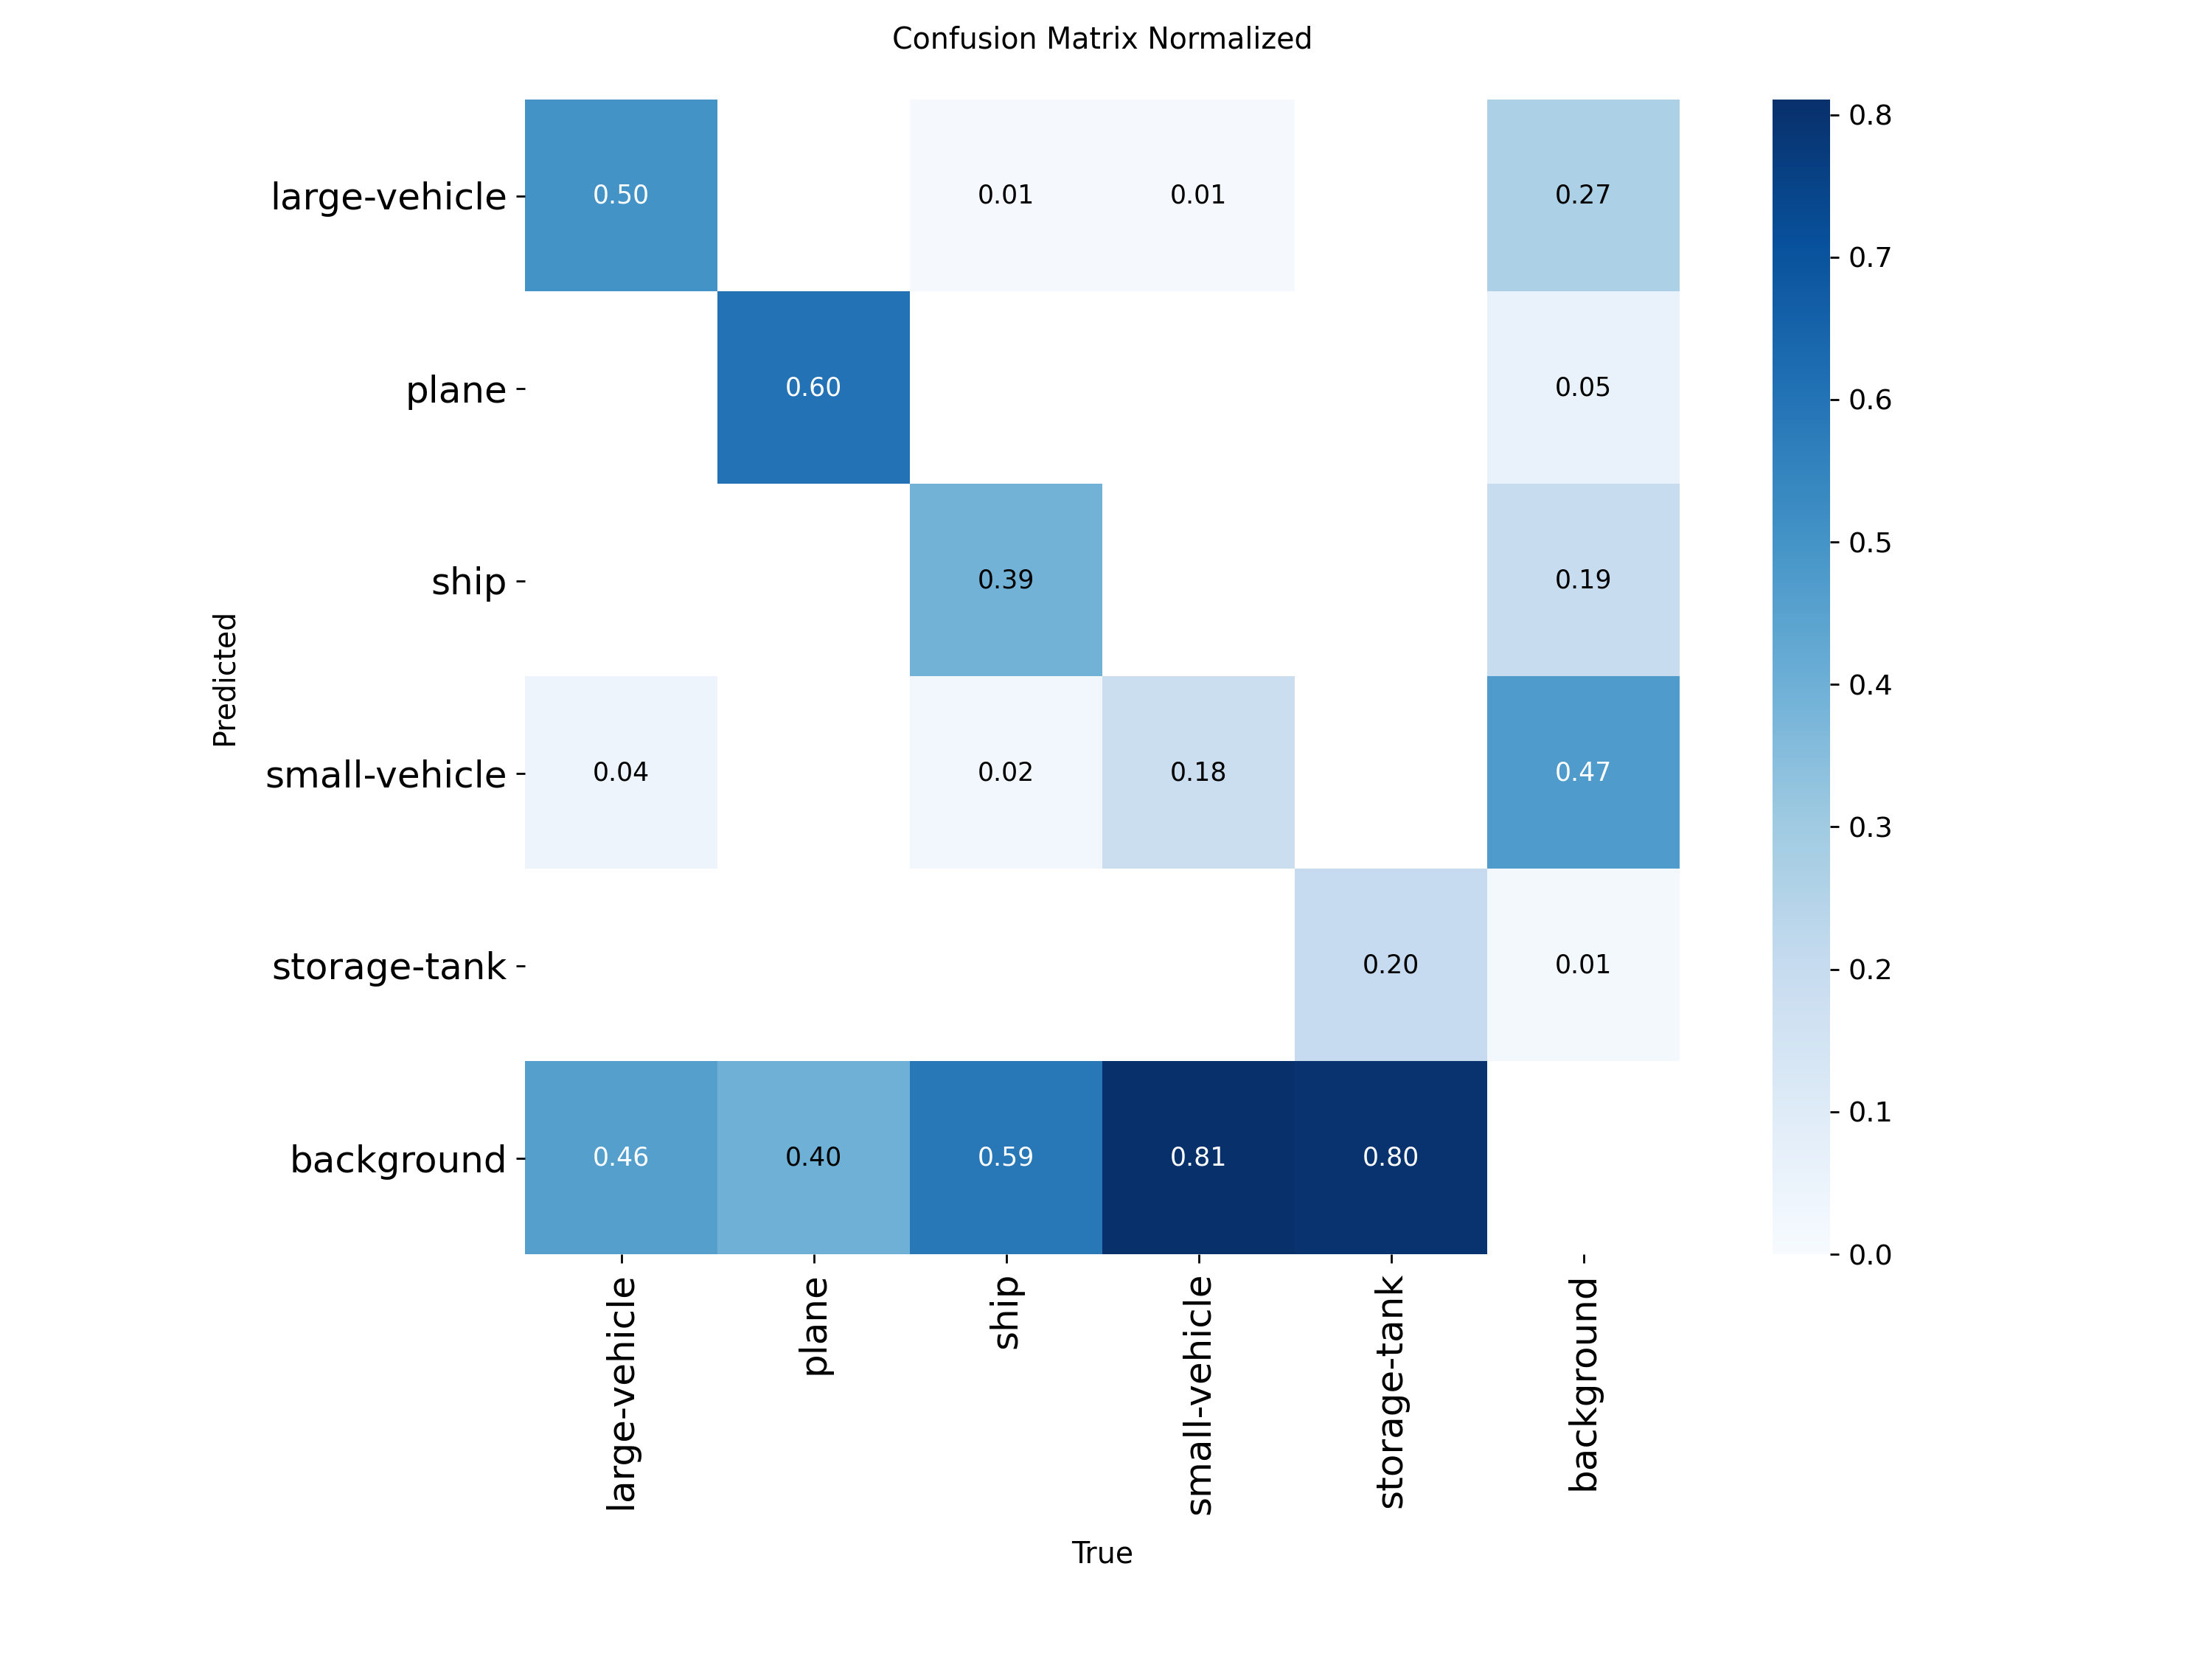 Confusion Matrix Normalized
large-vehicle 0.50 0.01 0.01 0.27
plane 0.60 0.05
ship 0.39 0.19
small-vehicle 0.04 0.02 0.18 0.47
storage-tank 0.20 0.01
background 0.46 0.40 0.59 0.81 0.80
Predicted
large-vehicle
plane
ship
small-vehicle
storage-tank
background
True
0.8
0.7
0.6
0.5
0.4
0.3
0.2
0.1
0.0